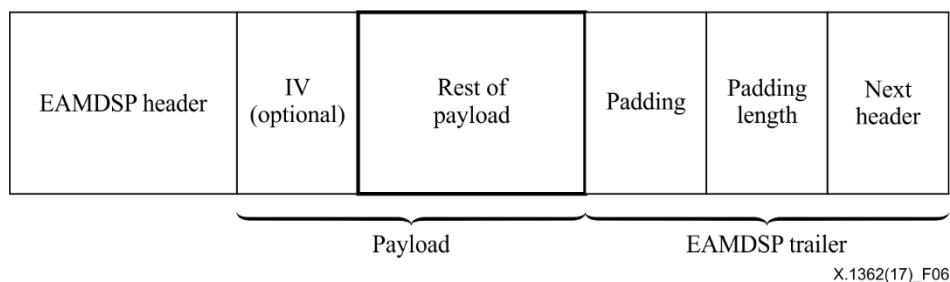 EAMDSP header
IV
(optional)
Rest of
payload
Padding
Padding
length
Next
header
Payload
EAMDSP trailer
X.1362(17)_F06